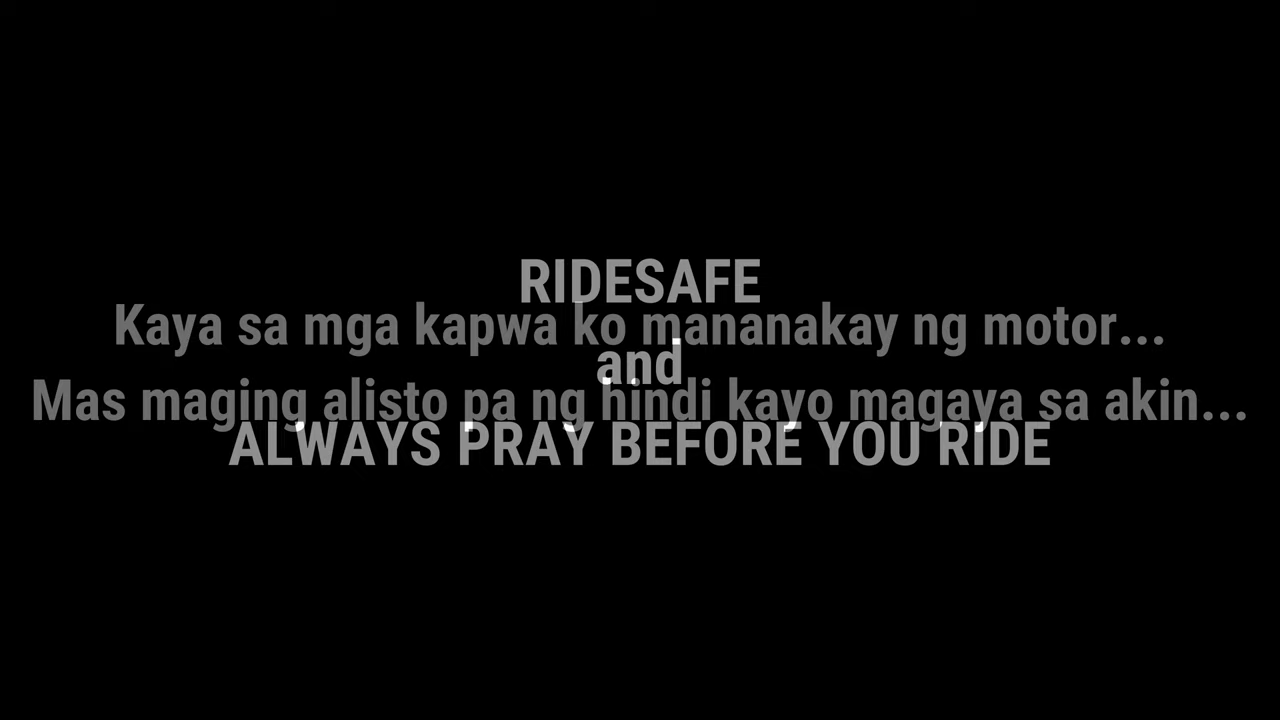 RIDESAFE
Kaya sa mga kapwa ko mananakay ng motor...
and
Mas maging alisto pa ng hindi kayo magaya sa akin...
ALWAYS PRAY BEFORE YOU RIDE